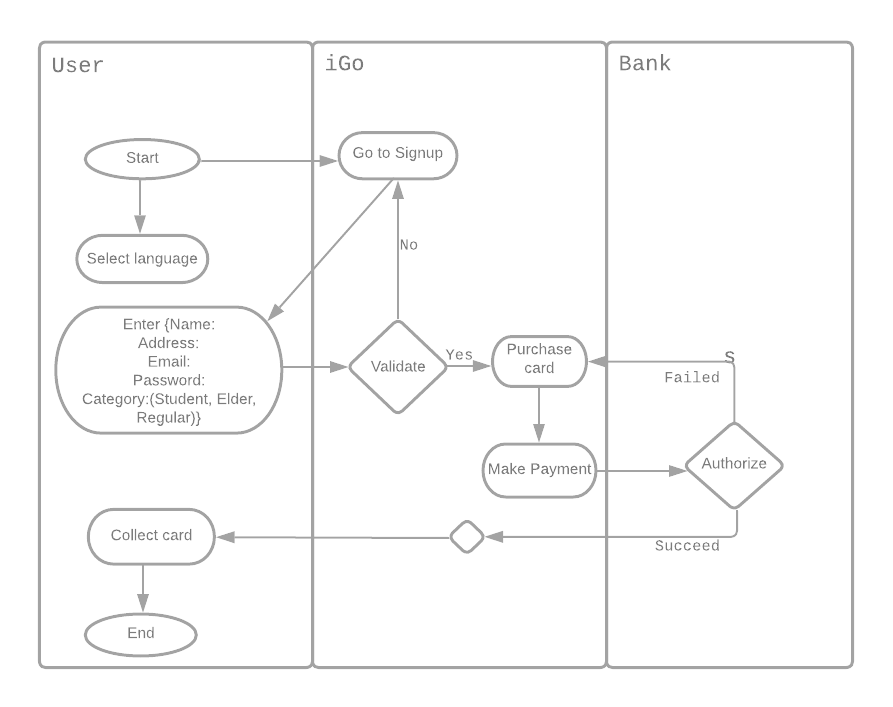 User
iGo
Bank
Start
Go to Signup
Select language
No
Enter {Name:
Address:
Email:
Password:
Category:(Student, Elder,
Regular)}
Validate
Yes
Purchase
card
S
Failed
Make Payment
Authorize
Succeed
Collect card
End